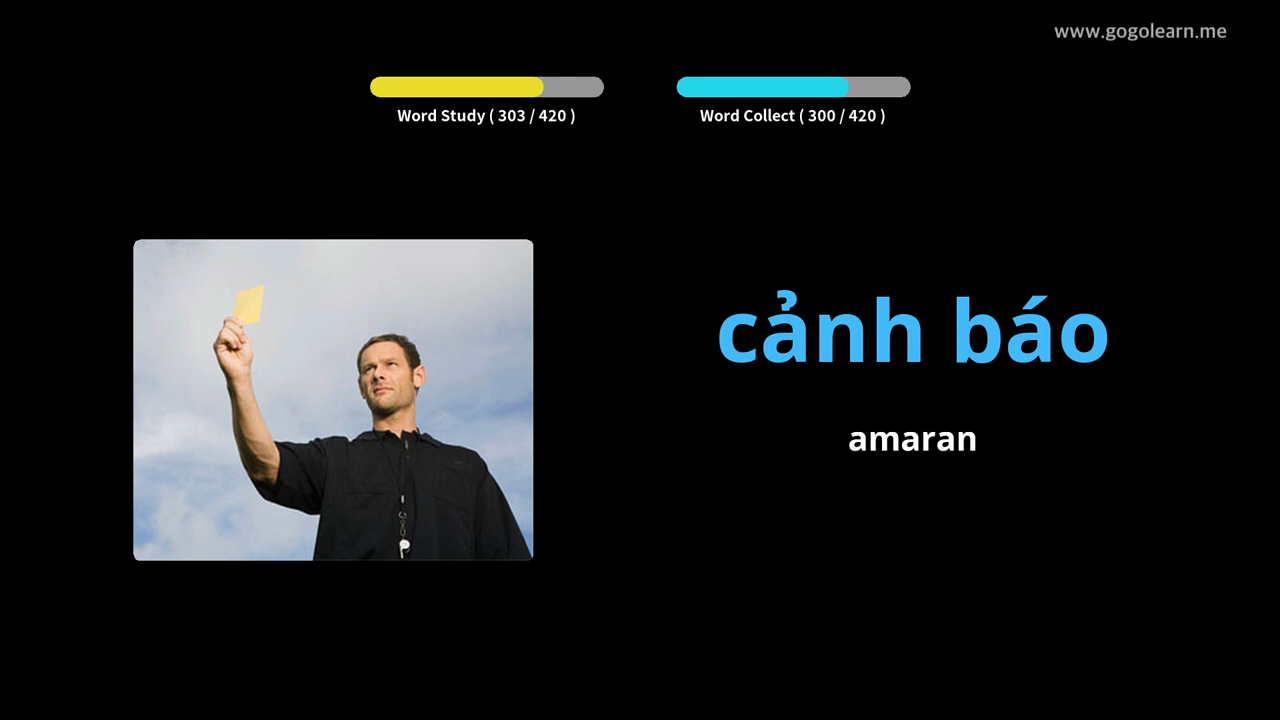 www.gogolearn.me
Word Study ( 303 / 420 )
Word Collect ( 300 / 420 )
cảnh báo
amaran